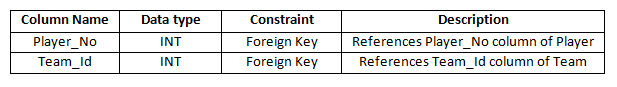 Column Name Data type Constraint Description
Player_No INT Foreign Key References Player_No column of Player
Team_Id INT Foreign Key References Team_Id column of Team